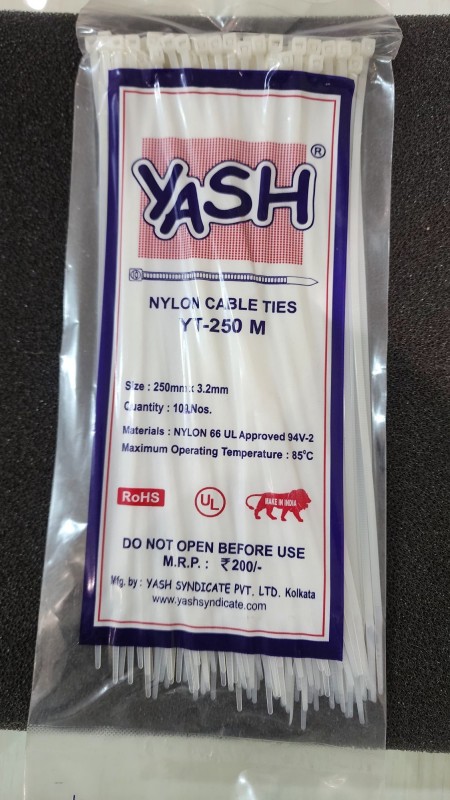 YASH ®
NYLON CABLE TIES
YT-250 M
Size : 250mm x 3.2mm
Quantity : 100Nos.
Materials : NYLON 66 UL Approved 94V-2
Maximum Operating Temperature : 85°C
RoHS
UL
MAKE IN INDIA
DO NOT OPEN BEFORE USE
M.R.P. : ₹200/-
Mfg. by : YASH SYNDICATE PVT. LTD. Kolkata
www.yashsyndicate.com